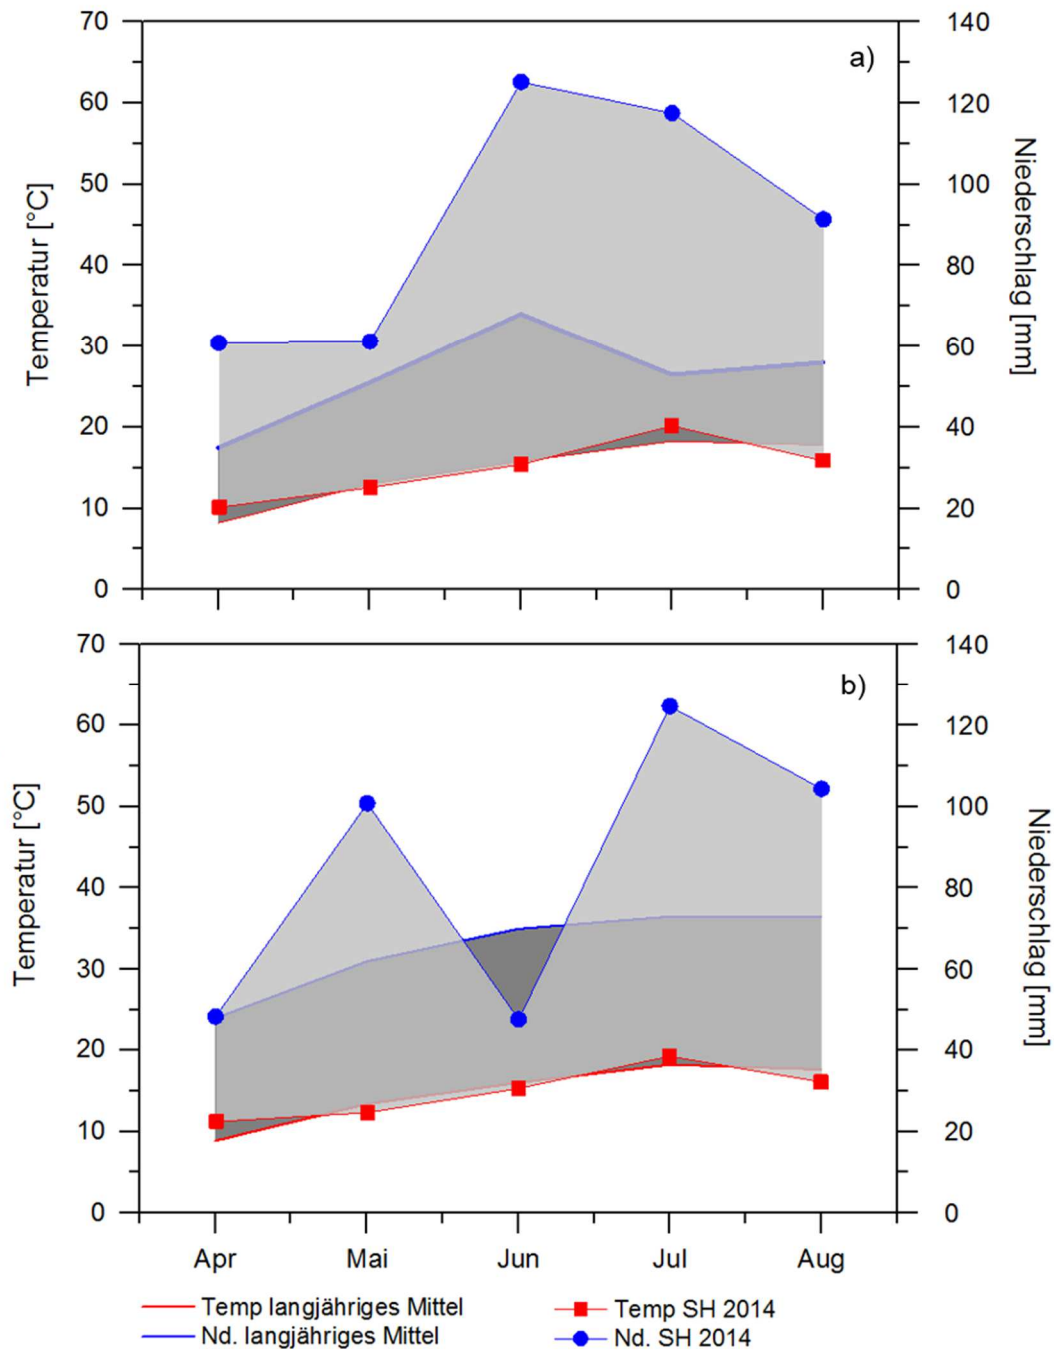 a)
Temperatur [°C]
Niederschlag [mm]
70
60
50
40
30
20
10
0
140
120
100
80
60
40
20
0
b)
Temperatur [°C]
Niederschlag [mm]
70
60
50
40
30
20
10
0
140
120
100
80
60
40
20
0
Apr Mai Jun Jul Aug
Temp langjähriges Mittel
Nd. langjähriges Mittel
Temp SH 2014
Nd. SH 2014